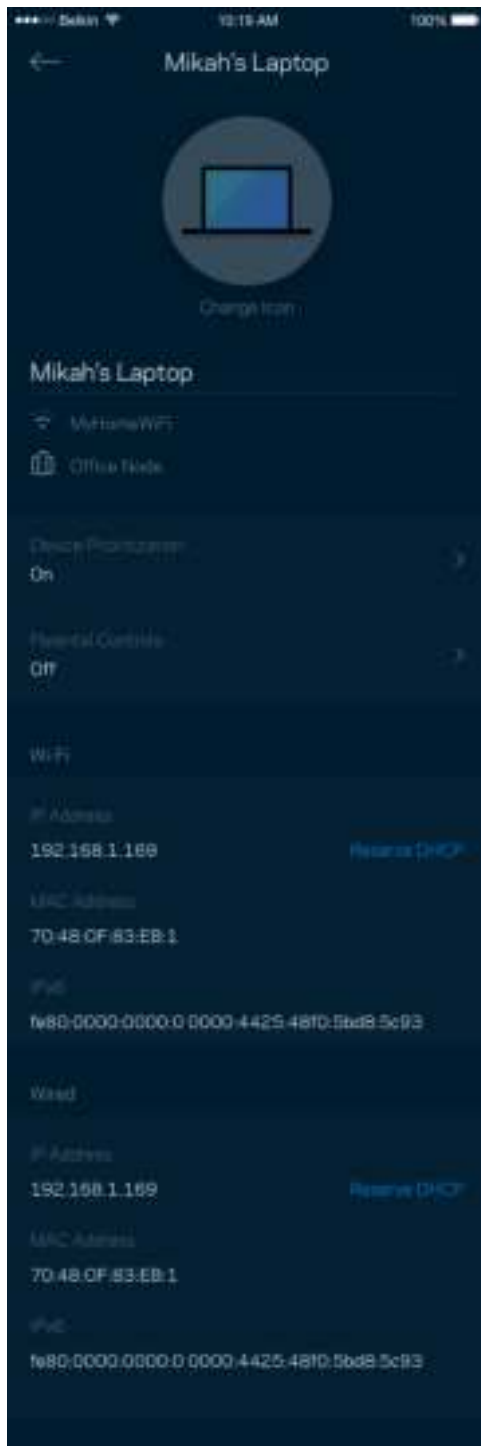 Belkin 10:19 AM 100%
Mikah's Laptop
Change Icon
Mikah's Laptop
MyHomeWiFi
Office Node
Device Prioritization
On
Parental Controls
Off
Wi-Fi
IP Address
192.168.1.169 Reserve DHCP
MAC Address
70:48:0F:83:EB:1
IPv6
fe80:0000:0000:0 0000:4425:48f0:5bd8:5c93
Wired
IP Address
192.168.1.169 Reserve DHCP
MAC Address
70:48:0F:83:EB:1
IPv6
fe80:0000:0000:0 0000:4425:48f0:5bd8:5c93